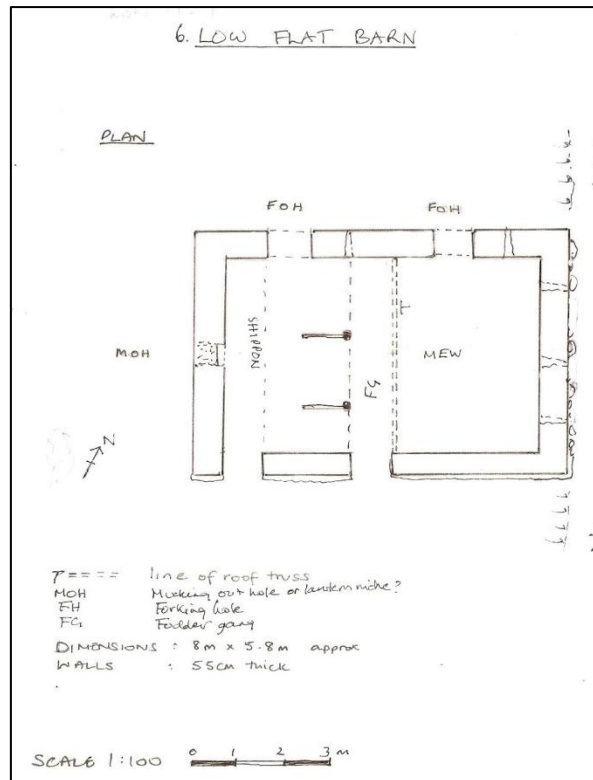 6. LOW FLAT BARN
PLAN
FOH FOH
SHIPPON
T
MOH
MEW
FG
N
T==== line of roof truss
MOH Mucking out hole or lantern niche?
FH Forking hole
FG Fodder gang
DIMENSIONS : 8m x 5.8m approx
WALLS : 55cm thick
SCALE 1:100 0 1 2 3 m